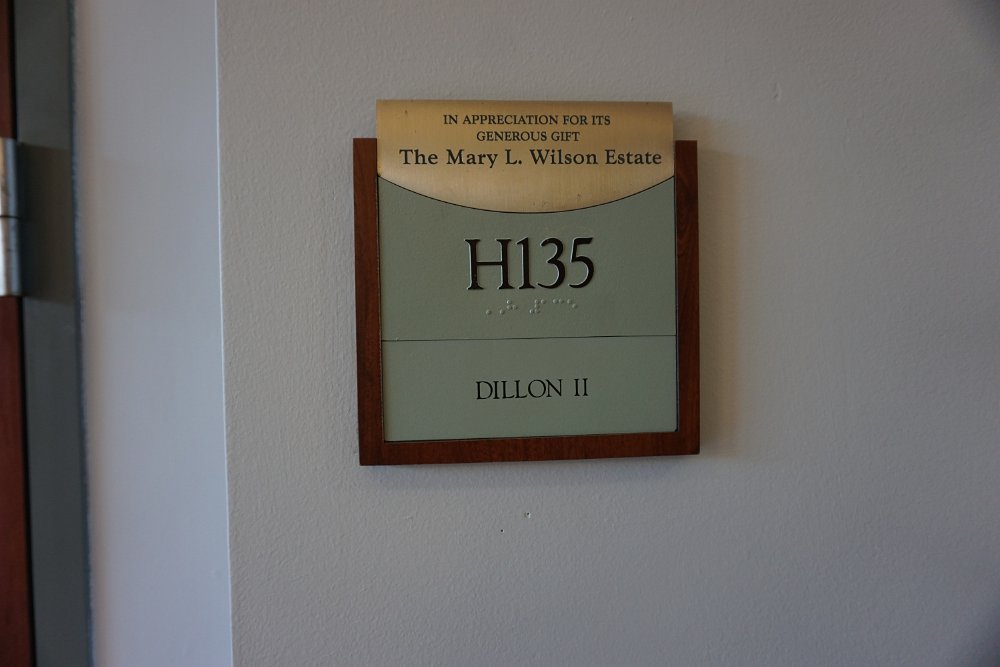 IN APPRECIATION FOR ITS
GENEROUS GIFT
The Mary L. Wilson Estate
H135
DILLON II